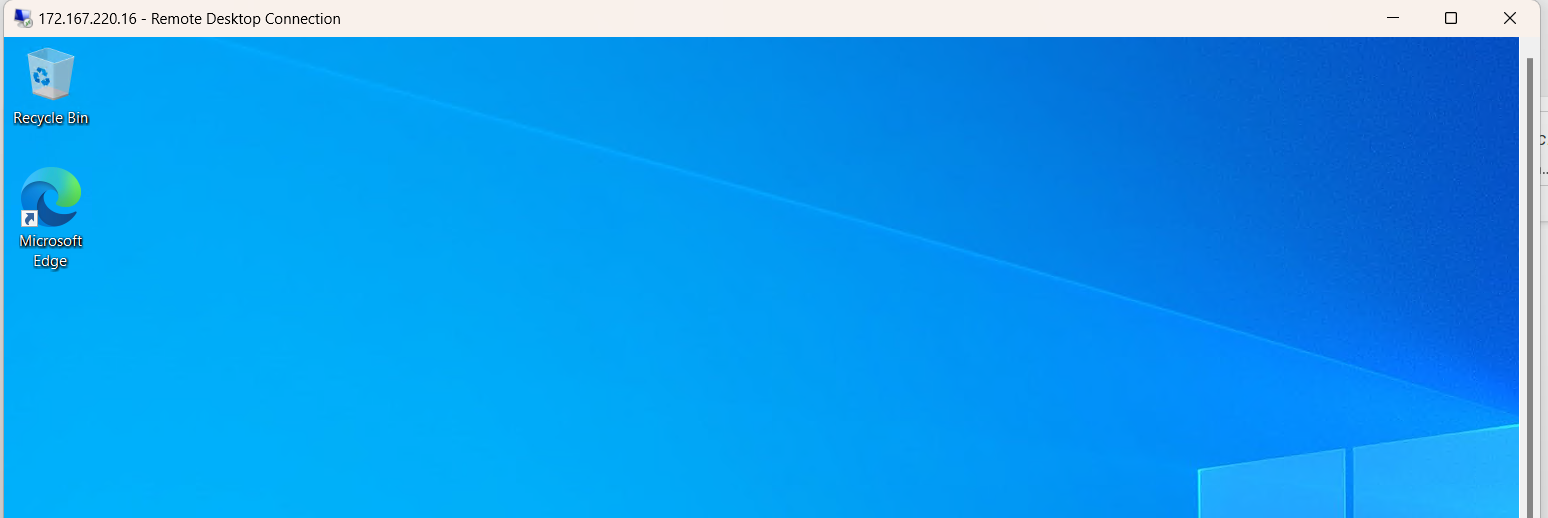 172.167.220.16 - Remote Desktop Connection
Recycle Bin
Microsoft
Edge